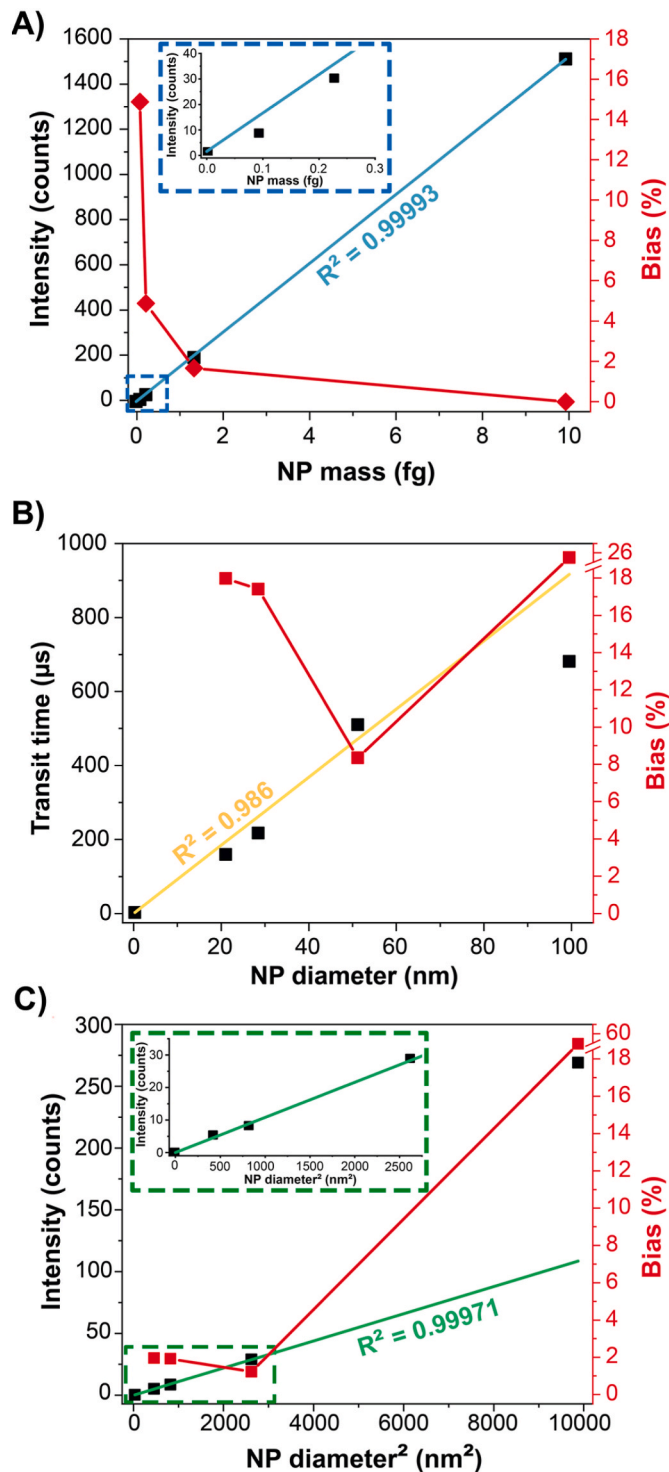 A)
1600
1400
1200
1000
800
600
400
200
0
Intensity (counts)
40
30
20
10
0
Intensity (counts)
0.0 0.1 0.2 0.3
NP mass (fg)
R² = 0.99993
18
16
14
12
10
8
6
4
2
0
Bias (%)
0 2 4 6 8 10
NP mass (fg)
B)
1000
800
600
400
200
0
Transit time (µs)
R² = 0.986
26
18
16
14
12
10
8
6
4
2
0
Bias (%)
0 20 40 60 80 100
NP diameter (nm)
C)
300
250
200
150
100
50
0
Intensity (counts)
30
20
10
0
Intensity (counts)
0 500 1000 1500 2000 2500
NP diameter² (nm²)
R² = 0.99971
60
18
16
14
12
10
8
6
4
2
0
Bias (%)
0 2000 4000 6000 8000 10000
NP diameter² (nm²)